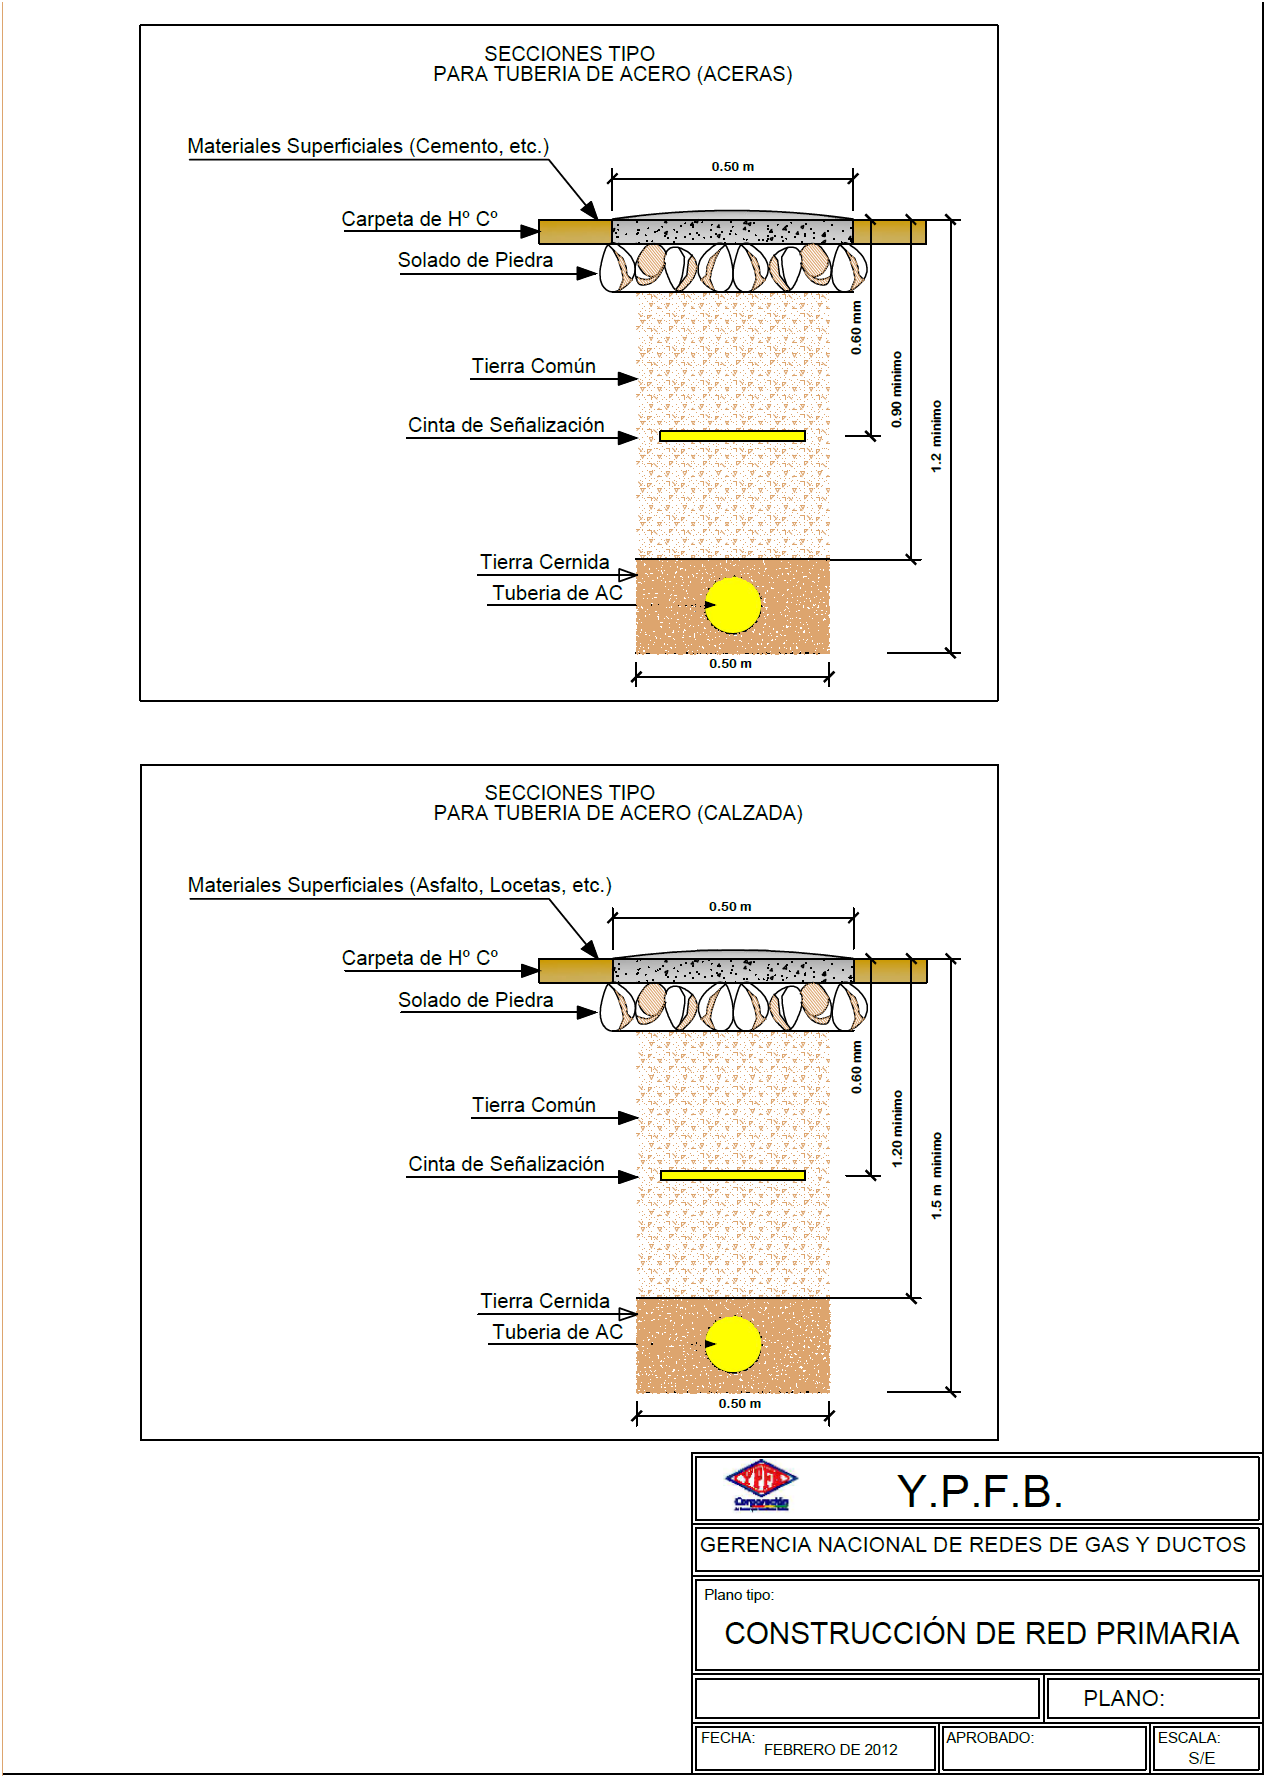 SECCIONES TIPO
PARA TUBERIA DE ACERO (ACERAS)
Materiales Superficiales (Cemento, etc.)
0.50 m
Carpeta de Hº Cº
Solado de Piedra
0.60 mm
0.90 minimo
1.2 minimo
Tierra Común
Cinta de Señalización
Tierra Cernida
Tuberia de AC
0.50 m
SECCIONES TIPO
PARA TUBERIA DE ACERO (CALZADA)
Materiales Superficiales (Asfalto, Locetas, etc.)
0.50 m
Carpeta de Hº Cº
Solado de Piedra
0.60 mm
1.20 minimo
1.5 m minimo
Tierra Común
Cinta de Señalización
Tierra Cernida
Tuberia de AC
0.50 m
YPFB
Corporación
Y.P.F.B.
GERENCIA NACIONAL DE REDES DE GAS Y DUCTOS
Plano tipo:
CONSTRUCCIÓN DE RED PRIMARIA
PLANO:
FECHA:
FEBRERO DE 2012
APROBADO:
ESCALA:
S/E